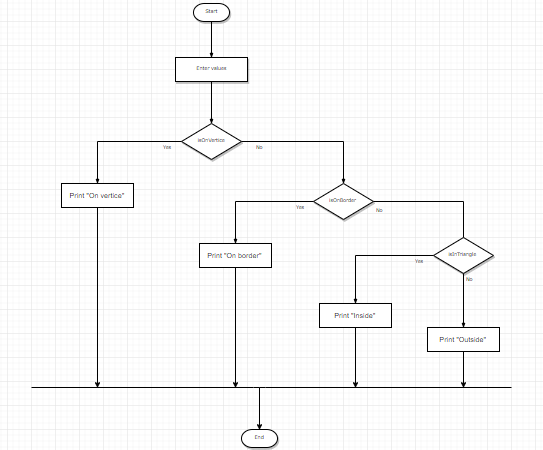 Start
Enter values
isOnVertice
Yes
No
Print "On vertice"
isOnBorder
Yes
No
Print "On border"
isInTriangle
Yes
No
Print "Inside"
Print "Outside"
End